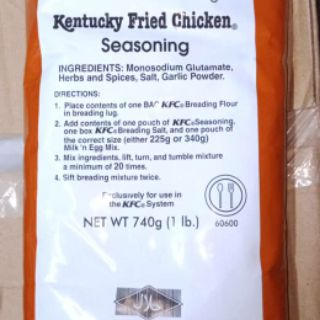 Kentucky Fried Chicken®
Seasoning
INGREDIENTS: Monosodium Glutamate,
Herbs and Spices, Salt, Garlic Powder.
DIRECTIONS:
1. Place contents of one BAG KFC® Breading Flour
in breading lug.
2. Add contents of one pouch of KFC® Seasoning,
one box KFC® Breading Salt, and one pouch of
the correct size (either 225g or 340g)
Milk 'n Egg Mix.
3. Mix ingredients, lift, turn, and tumble mixture
a minimum of 20 times.
4. Sift breading mixture twice.
Exclusively for use in
the KFC® System
60600
NET WT 740g (1 lb.)
حلال